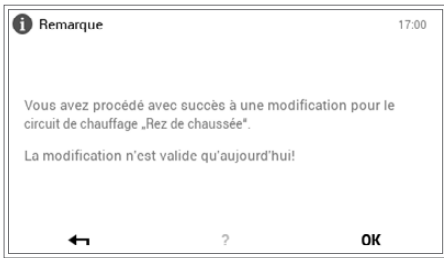 Remarque 17:00
Vous avez procédé avec succès à une modification pour le
circuit de chauffage „Rez de chaussée“.
La modification n'est valide qu'aujourd'hui!
? OK